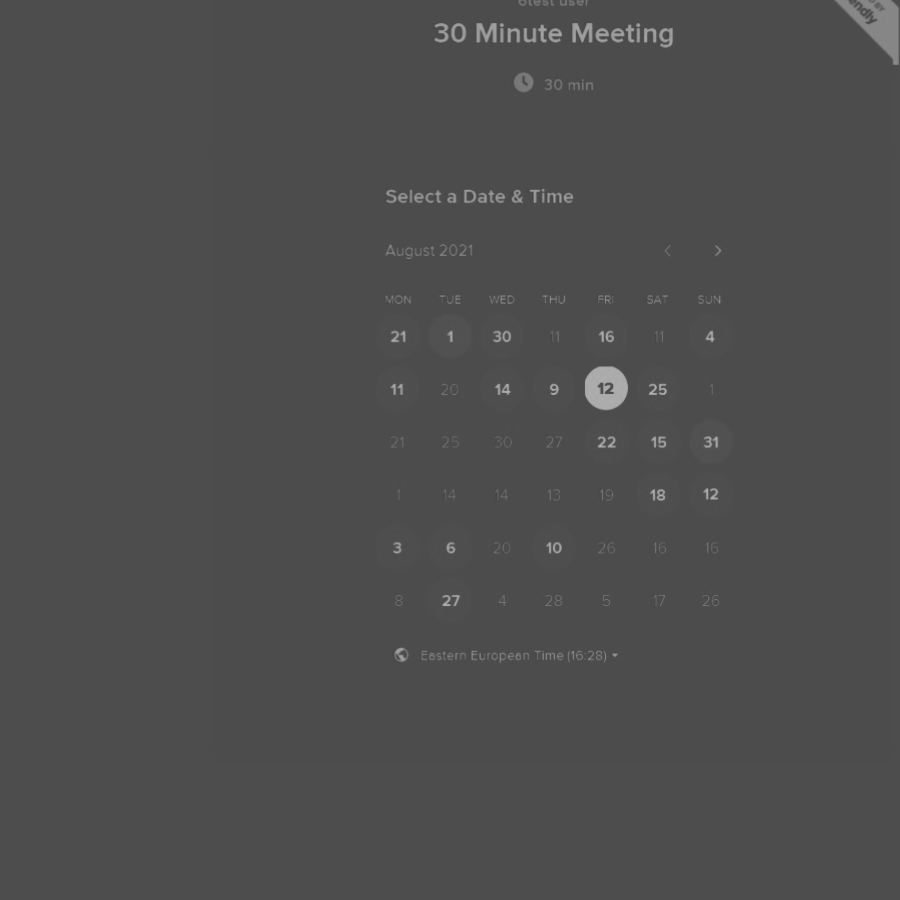 30 Minute Meeting
30 min
Select a Date & Time
August 2021
MON TUE WED THU FRI SAT SUN
21 1 30 11 16 11 4
11 20 14 9 12 25 1
21 25 30 27 22 15 31
1 14 14 13 19 18 12
3 6 20 10 26 16 16
8 27 4 28 5 17 26
Eastern European Time (16:28)